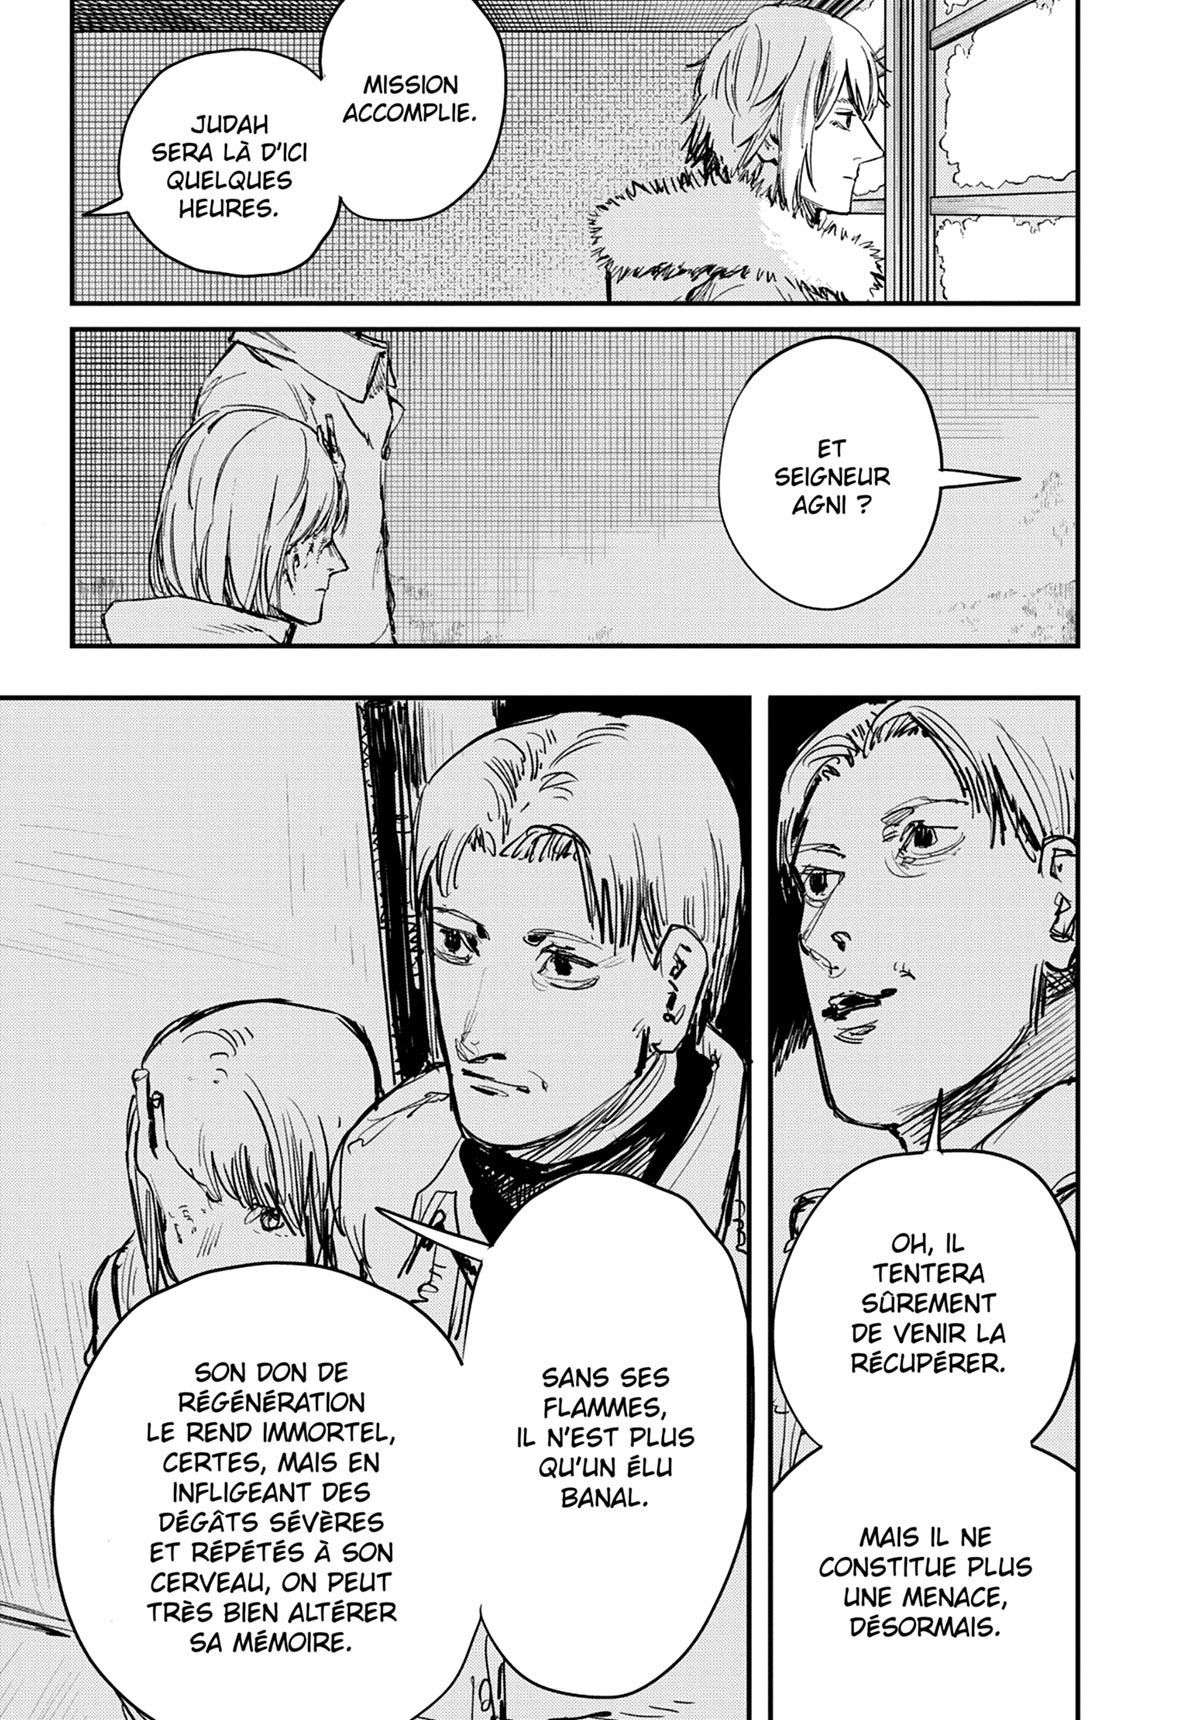 MISSION
ACCOMPLIE.
JUDAH
SERA LÀ D'ICI
QUELQUES
HEURES.
ET
SEIGNEUR
AGNI ?
OH, IL
TENTERA
SÛREMENT
DE VENIR LA
RÉCUPÉRER.
MAIS IL NE
CONSTITUE PLUS
UNE MENACE,
DÉSORMAIS.
SANS SES
FLAMMES,
IL N'EST PLUS
QU'UN ÉLU
BANAL.
SON DON DE
RÉGÉNÉRATION
LE REND IMMORTEL,
CERTES, MAIS EN
INFLIGEANT DES
DÉGÂTS SÉVÈRES
ET RÉPÉTÉS À SON
CERVEAU, ON PEUT
TRÈS BIEN ALTÉRER
SA MÉMOIRE.